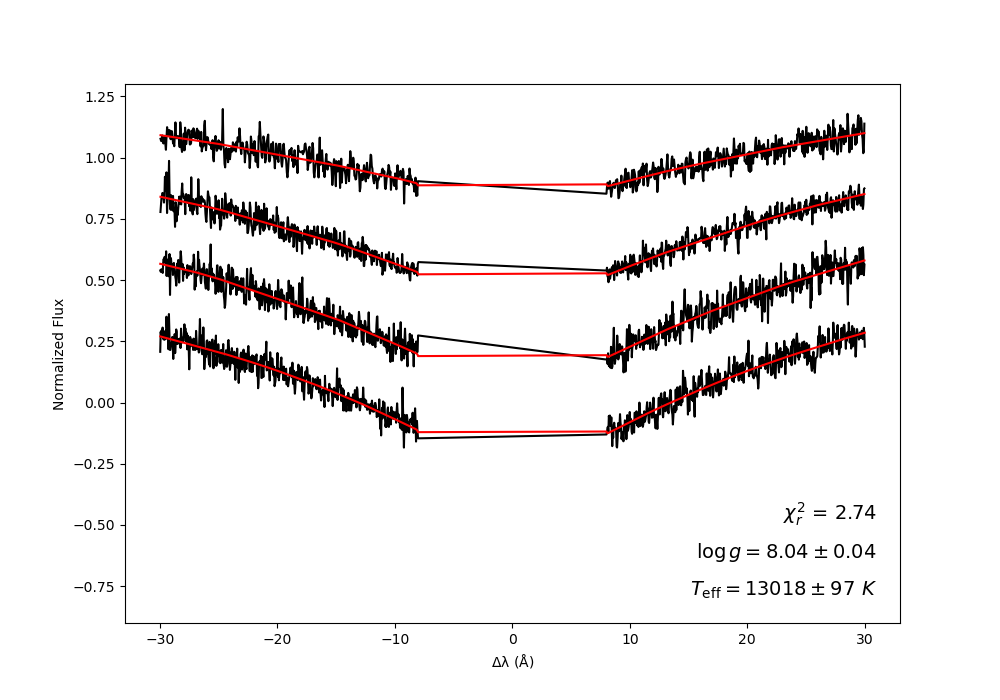 1.25
1.00
0.75
0.50
0.25
0.00
−0.25
−0.50
−0.75
Normalized Flux
χ²ᵣ = 2.74
log g = 8.04 ± 0.04
T_eff = 13018 ± 97 K
−30 −20 −10 0 10 20 30
Δλ (Å)